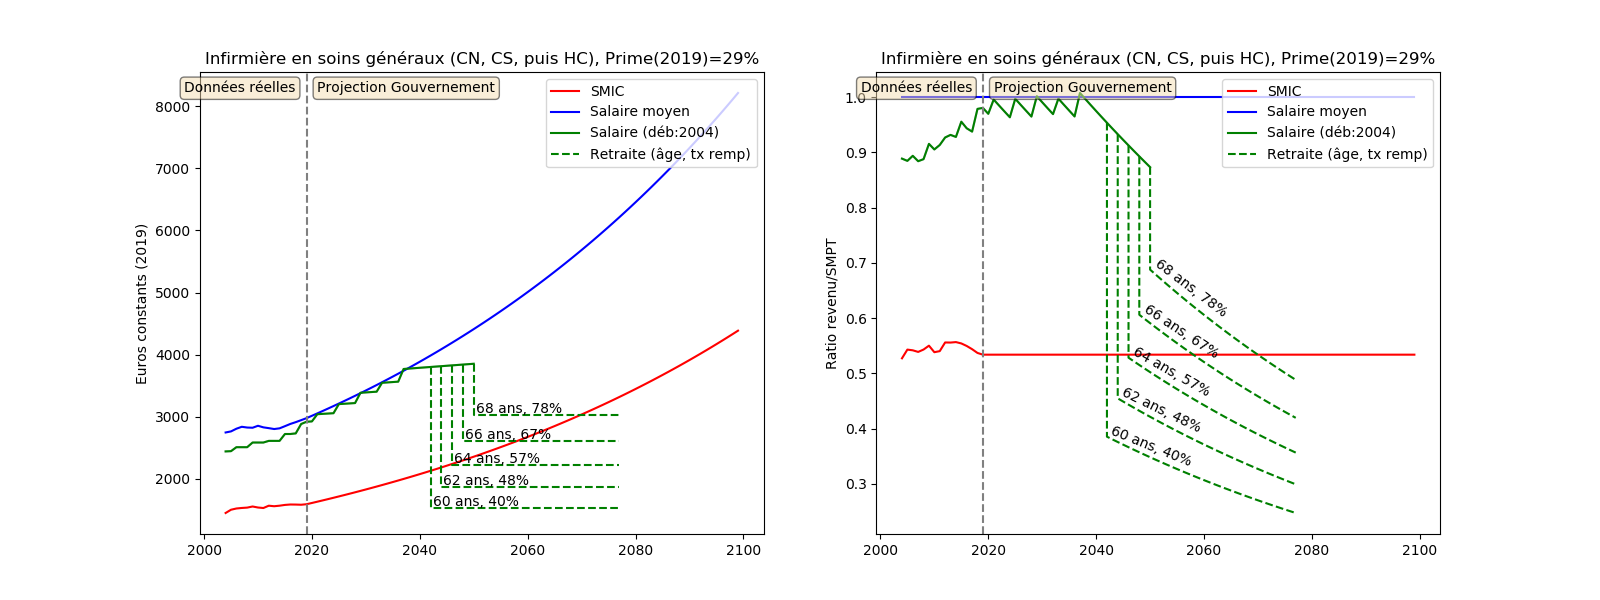 Infirmière en soins généraux (CN, CS, puis HC), Prime(2019)=29%
Données réelles
Projection Gouvernement
SMIC
Salaire moyen
Salaire (déb:2004)
Retraite (âge, tx remp)
Euros constants (2019)
8000
7000
6000
5000
4000
3000
2000
68 ans, 78%
66 ans, 67%
64 ans, 57%
62 ans, 48%
60 ans, 40%
2000 2020 2040 2060 2080 2100
Infirmière en soins généraux (CN, CS, puis HC), Prime(2019)=29%
Données réelles
Projection Gouvernement
SMIC
Salaire moyen
Salaire (déb:2004)
Retraite (âge, tx remp)
Ratio revenu/SMPT
1.0
0.9
0.8
0.7
0.6
0.5
0.4
0.3
68 ans, 78%
66 ans, 67%
64 ans, 57%
62 ans, 48%
60 ans, 40%
2000 2020 2040 2060 2080 2100